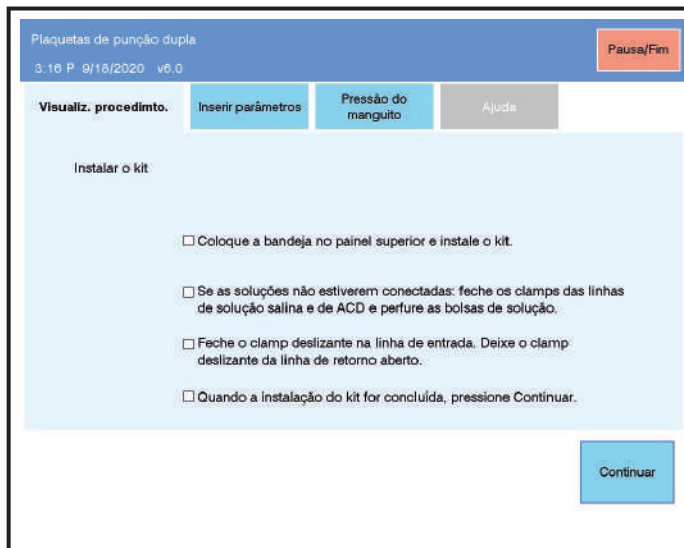 Plaquetas de punção dupla
3:16 P 9/18/2020 v6.0
Pausa/Fim
Visualiz. procedimto.
Inserir parâmetros
Pressão do
manguito
Ajuda
Instalar o kit
Coloque a bandeja no painel superior e instale o kit.
Se as soluções não estiverem conectadas: feche os clamps das linhas
de solução salina e de ACD e perfure as bolsas de solução.
Feche o clamp deslizante na linha de entrada. Deixe o clamp
deslizante da linha de retorno aberto.
Quando a instalação do kit for concluída, pressione Continuar.
Continuar